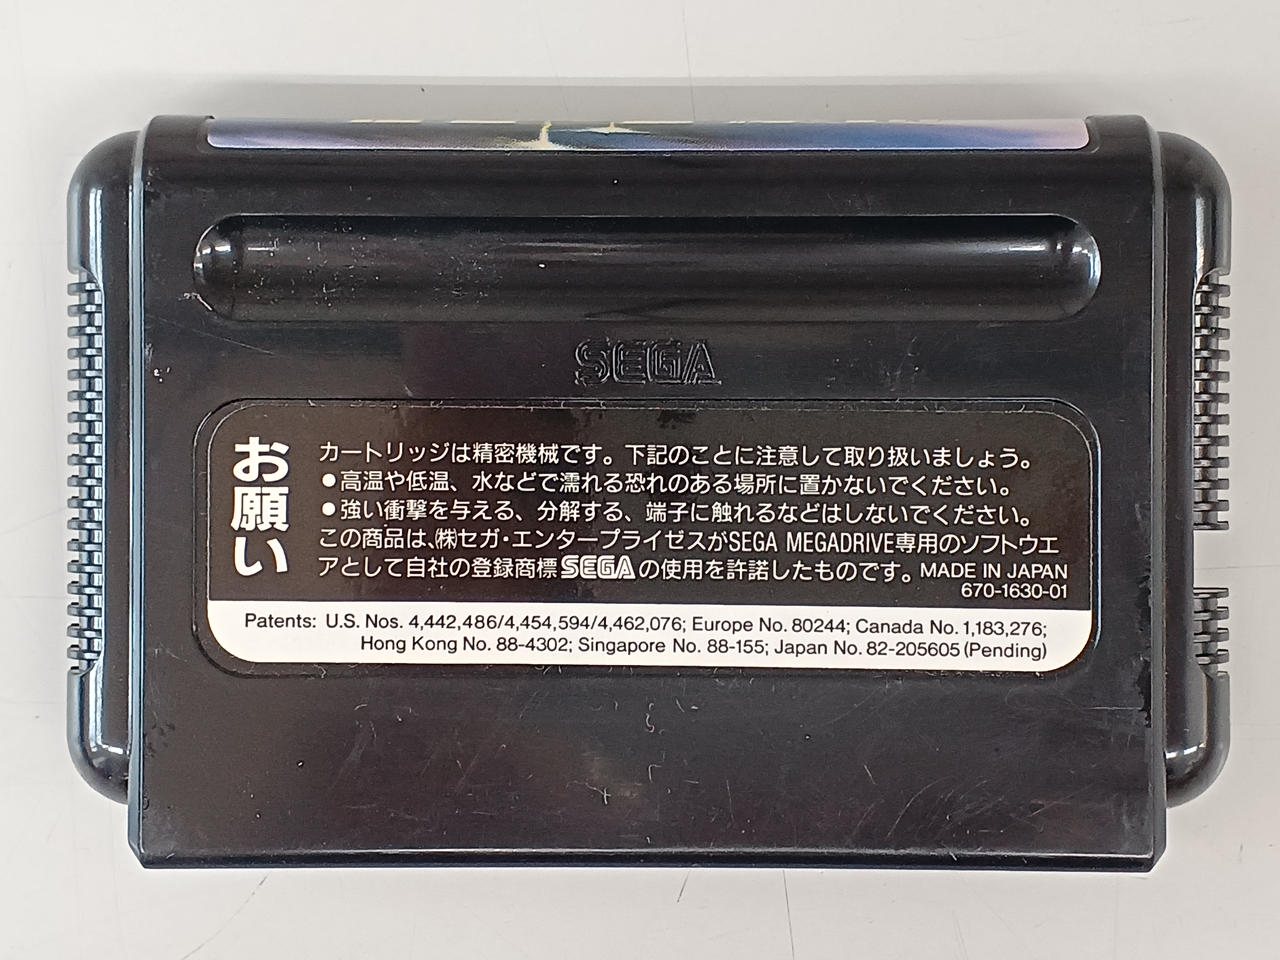 SEGA
お願い
カートリッジは精密機械です。下記のことに注意して取り扱いましょう。
●高温や低温、水などで濡れる恐れのある場所に置かないでください。
●強い衝撃を与える、分解する、端子に触れるなどはしないでください。
この商品は、㈱セガ・エンタープライゼスがSEGA MEGADRIVE専用のソフトウエ
アとして自社の登録商標SEGAの使用を許諾したものです。MADE IN JAPAN
670-1630-01
Patents: U.S. Nos. 4,442,486/4,454,594/4,462,076; Europe No. 80244; Canada No. 1,183,276;
Hong Kong No. 88-4302; Singapore No. 88-155; Japan No. 82-205605 (Pending)